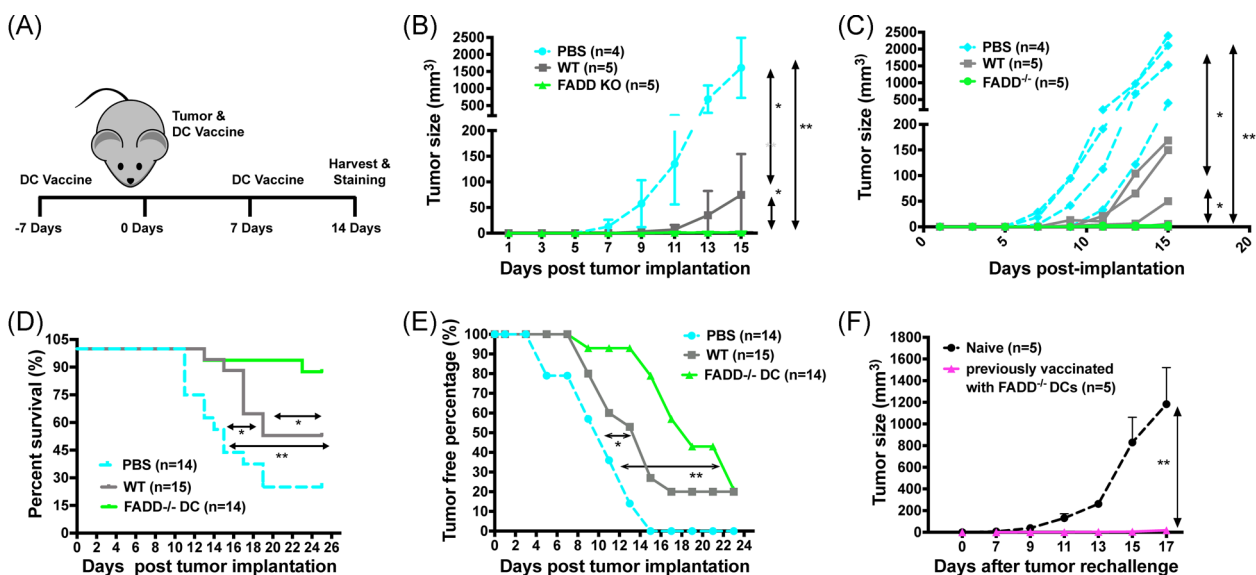 (A)
Tumor &
DC Vaccine
DC Vaccine
DC Vaccine
Harvest &
Staining
-7 Days
0 Days
7 Days
14 Days
(B)
Tumor size (mm³)
2500
2000
1500
1000
500
200
150
100
50
0
PBS (n=4)
WT (n=5)
FADD KO (n=5)
*
**
*
1 3 5 7 9 11 13 15
Days post tumor implantation
(C)
Tumor size (mm³)
2500
2000
1500
1000
500
200
150
100
50
0
PBS (n=4)
WT (n=5)
FADD⁻/⁻ (n=5)
*
**
*
0 5 10 15 20
Days post-implantation
(D)
Percent survival (%)
105
90
75
60
45
30
15
0
*
*
**
PBS (n=14)
WT (n=15)
FADD-/- DC (n=14)
0 2 4 6 8 10 12 14 16 18 20 22 24 26
Days post tumor implantation
(E)
Tumor free percentage (%)
100
90
80
70
60
50
40
30
20
10
0
PBS (n=14)
WT (n=15)
FADD-/- DC (n=14)
*
**
0 2 4 6 8 10 12 14 16 18 20 22 24
Days post tumor implantation
(F)
Tumor size (mm³)
1800
1600
1400
1200
1000
800
600
400
200
0
Naive (n=5)
previously vaccinated
with FADD⁻/⁻ DCs (n=5)
**
0 7 9 11 13 15 17
Days after tumor rechallenge